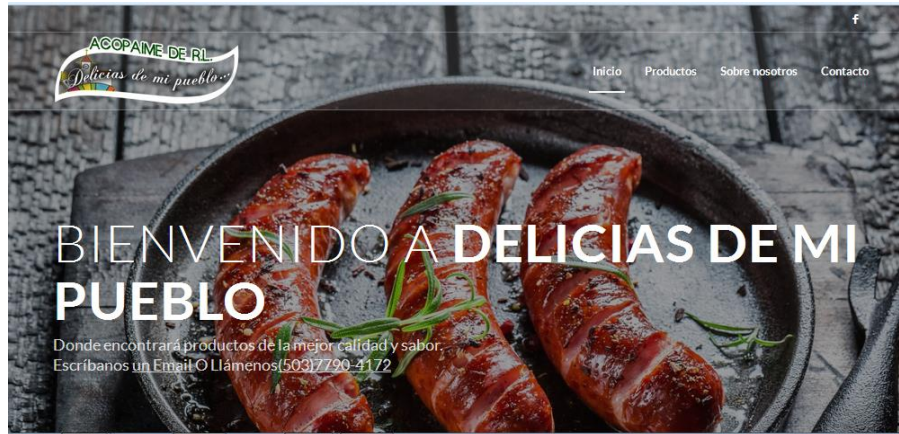 f
ACOPAIME DE R.L.
Delicias de mi pueblo...
Inicio Productos Sobre nosotros Contacto
BIENVENIDO A DELICIAS DE MI
PUEBLO
Donde encontrará productos de la mejor calidad y sabor.
Escríbanos un Email O Llámenos(503)7790-4172